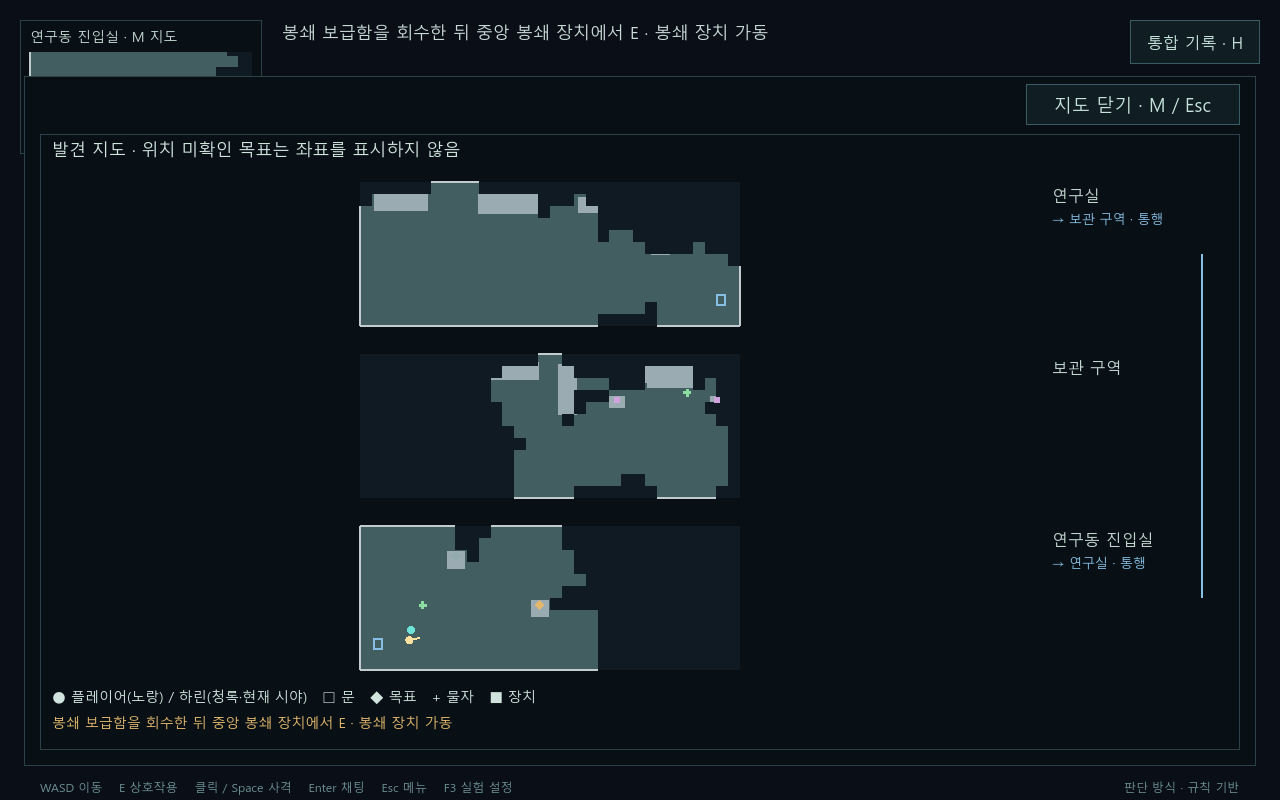 연구동 진입실 · M 지도
봉쇄 보급함을 회수한 뒤 중앙 봉쇄 장치에서 E · 봉쇄 장치 가동
통합 기록 · H
지도 닫기 · M / Esc
발견 지도 · 위치 미확인 목표는 좌표를 표시하지 않음
연구실
→ 보관 구역 · 통행
보관 구역
연구동 진입실
→ 연구실 · 통행
● 플레이어(노랑) / 하린(청록·현재 시야) □ 문 ◆ 목표 + 물자 ■ 장치
봉쇄 보급함을 회수한 뒤 중앙 봉쇄 장치에서 E · 봉쇄 장치 가동
WASD 이동 E 상호작용 클릭 / Space 사격 Enter 채팅 Esc 메뉴 F3 실험 설정
판단 방식 · 규칙 기반